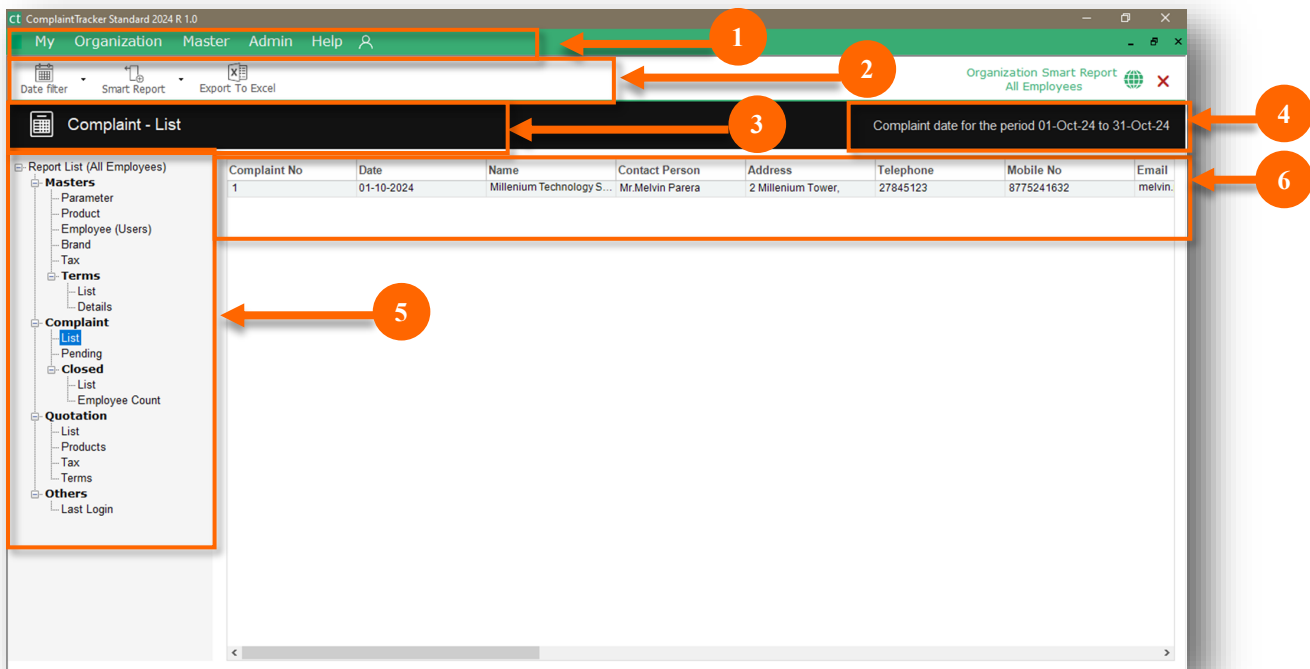 ct ComplaintTracker Standard 2024 R 1.0
My Organization Master Admin Help
1
Date filter Smart Report Export To Excel
2
Organization Smart Report
All Employees
Complaint - List
3
Complaint date for the period 01-Oct-24 to 31-Oct-24
4
Report List (All Employees)
Masters
Parameter
Product
Employee (Users)
Brand
Tax
Terms
List
Details
Complaint
List
Pending
Closed
List
Employee Count
Quotation
List
Products
Tax
Terms
Others
Last Login
5
Complaint No Date Name Contact Person Address Telephone Mobile No Email
1 01-10-2024 Millenium Technology S... Mr.Melvin Parera 2 Millenium Tower, 27845123 8775241632 melvin.
6